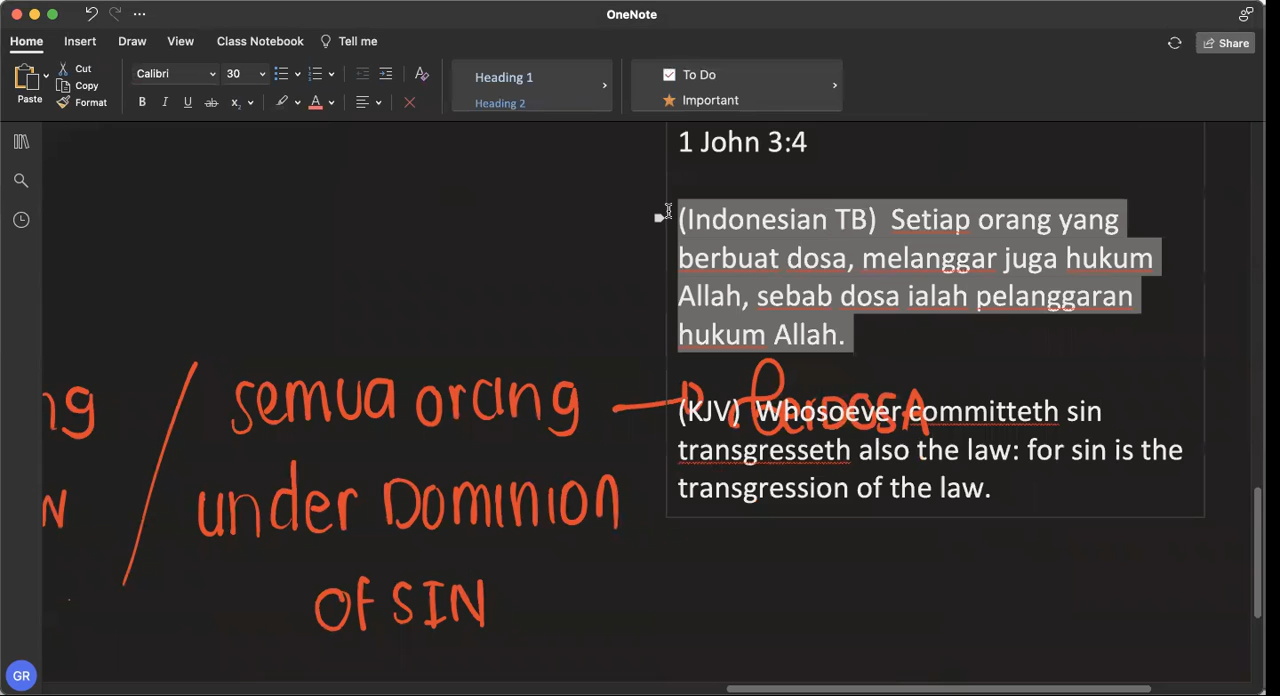 OneNote
Home Insert Draw View Class Notebook Tell me
Share
Paste
Cut
Copy
Format
Calibri 30
B I U ab x
A
Heading 1
Heading 2
To Do
Important
1 John 3:4
(Indonesian TB) Setiap orang yang
berbuat dosa, melanggar juga hukum
Allah, sebab dosa ialah pelanggaran
hukum Allah.
(KJV) Whosoever committeth sin
transgresseth also the law: for sin is the
transgression of the law.
ng / semua orang → berDOSA
N under DOMINION
OF SIN
GR